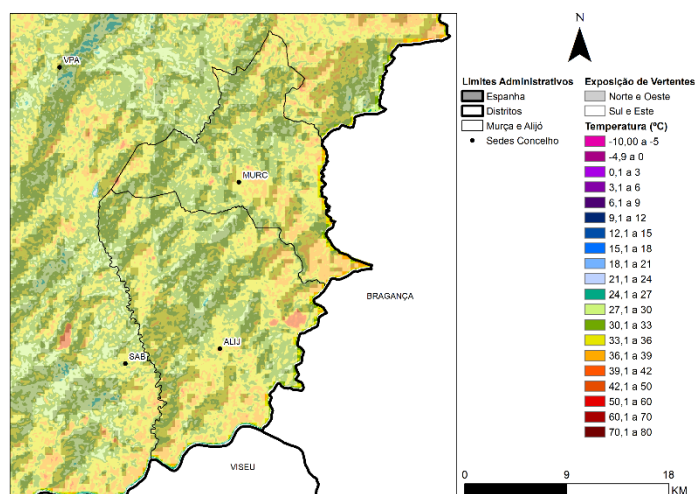 VPA
MURC
BRAGANÇA
SAB
ALIJ
VISEU
N
Limites Administrativos
Espanha
Distritos
Murça e Alijó
Sedes Concelho
Exposição de Vertentes
Norte e Oeste
Sul e Este
Temperatura (ºC)
-10,00 a -5
-4,9 a 0
0,1 a 3
3,1 a 6
6,1 a 9
9,1 a 12
12,1 a 15
15,1 a 18
18,1 a 21
21,1 a 24
24,1 a 27
27,1 a 30
30,1 a 33
33,1 a 36
36,1 a 39
39,1 a 42
42,1 a 50
50,1 a 60
60,1 a 70
70,1 a 80
0 9 18
KM